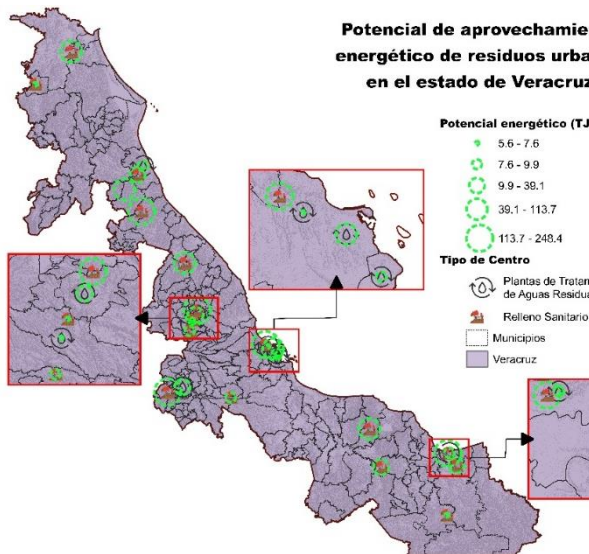 Potencial de aprovechamie
energético de residuos urba
en el estado de Veracruz
Potencial energético (TJ
5.6 - 7.6
7.6 - 9.9
9.9 - 39.1
39.1 - 113.7
113.7 - 248.4
Tipo de Centro
Plantas de Tratan
de Aguas Residua
Relleno Sanitario
Municipios
Veracruz